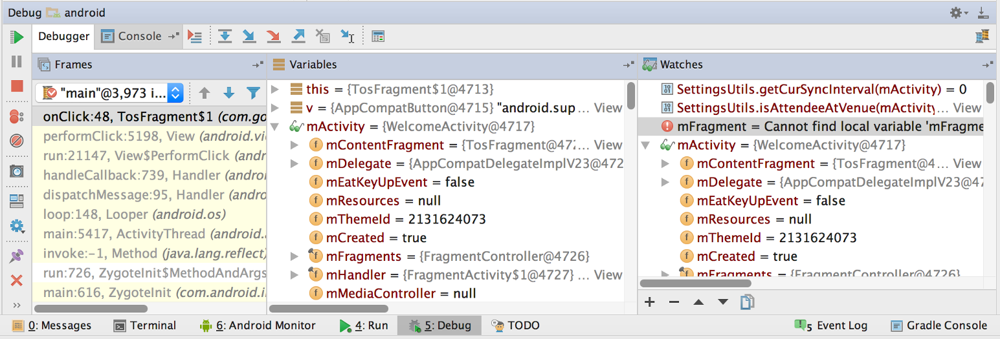 Debug android
Debugger Console
Frames
"main"@3,973 i...
onClick:48, TosFragment$1 (com.go
performClick:5198, View (android.vi
run:21147, View$PerformClick (andr
handleCallback:739, Handler (androi
dispatchMessage:95, Handler (andro
loop:148, Looper (android.os)
main:5417, ActivityThread (android.
invoke:-1, Method (java.lang.reflect)
run:726, ZygoteInit$MethodAndArgs
main:616, ZygoteInit (com.android.i
Variables
this = {TosFragment$1@4713}
v = {AppCompatButton@4715} "android.sup ... View
mActivity = {WelcomeActivity@4717}
mContentFragment = {TosFragment@472... View
mDelegate = {AppCompatDelegateImplV23@472
mEatKeyUpEvent = false
mResources = null
mThemeId = 2131624073
mCreated = true
mFragments = {FragmentController@4726}
mHandler = {FragmentActivity$1@4727} ... View
mMediaController = null
Watches
SettingsUtils.getCurSyncInterval(mActivity) = 0
SettingsUtils.isAttendeeAtVenue(mActivity... View
mFragment = Cannot find local variable 'mFragme
mActivity = {WelcomeActivity@4717}
mContentFragment = {TosFragment@4... View
mDelegate = {AppCompatDelegateImplV23@47
mEatKeyUpEvent = false
mResources = null
mThemeId = 2131624073
mCreated = true
mFragments = {FragmentController@4726}
0: Messages Terminal 6: Android Monitor 4: Run 5: Debug TODO 5 Event Log Gradle Console